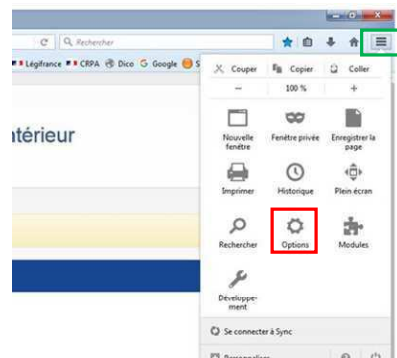 Rechercher
Légifrance CRPA Dico Google S
Couper Copier Coller
− 100 % +
térieur
Nouvelle fenêtre
Fenêtre privée
Enregistrer la page
Imprimer Historique Plein écran
Rechercher Options Modules
Développe-
ment
Se connecter à Sync